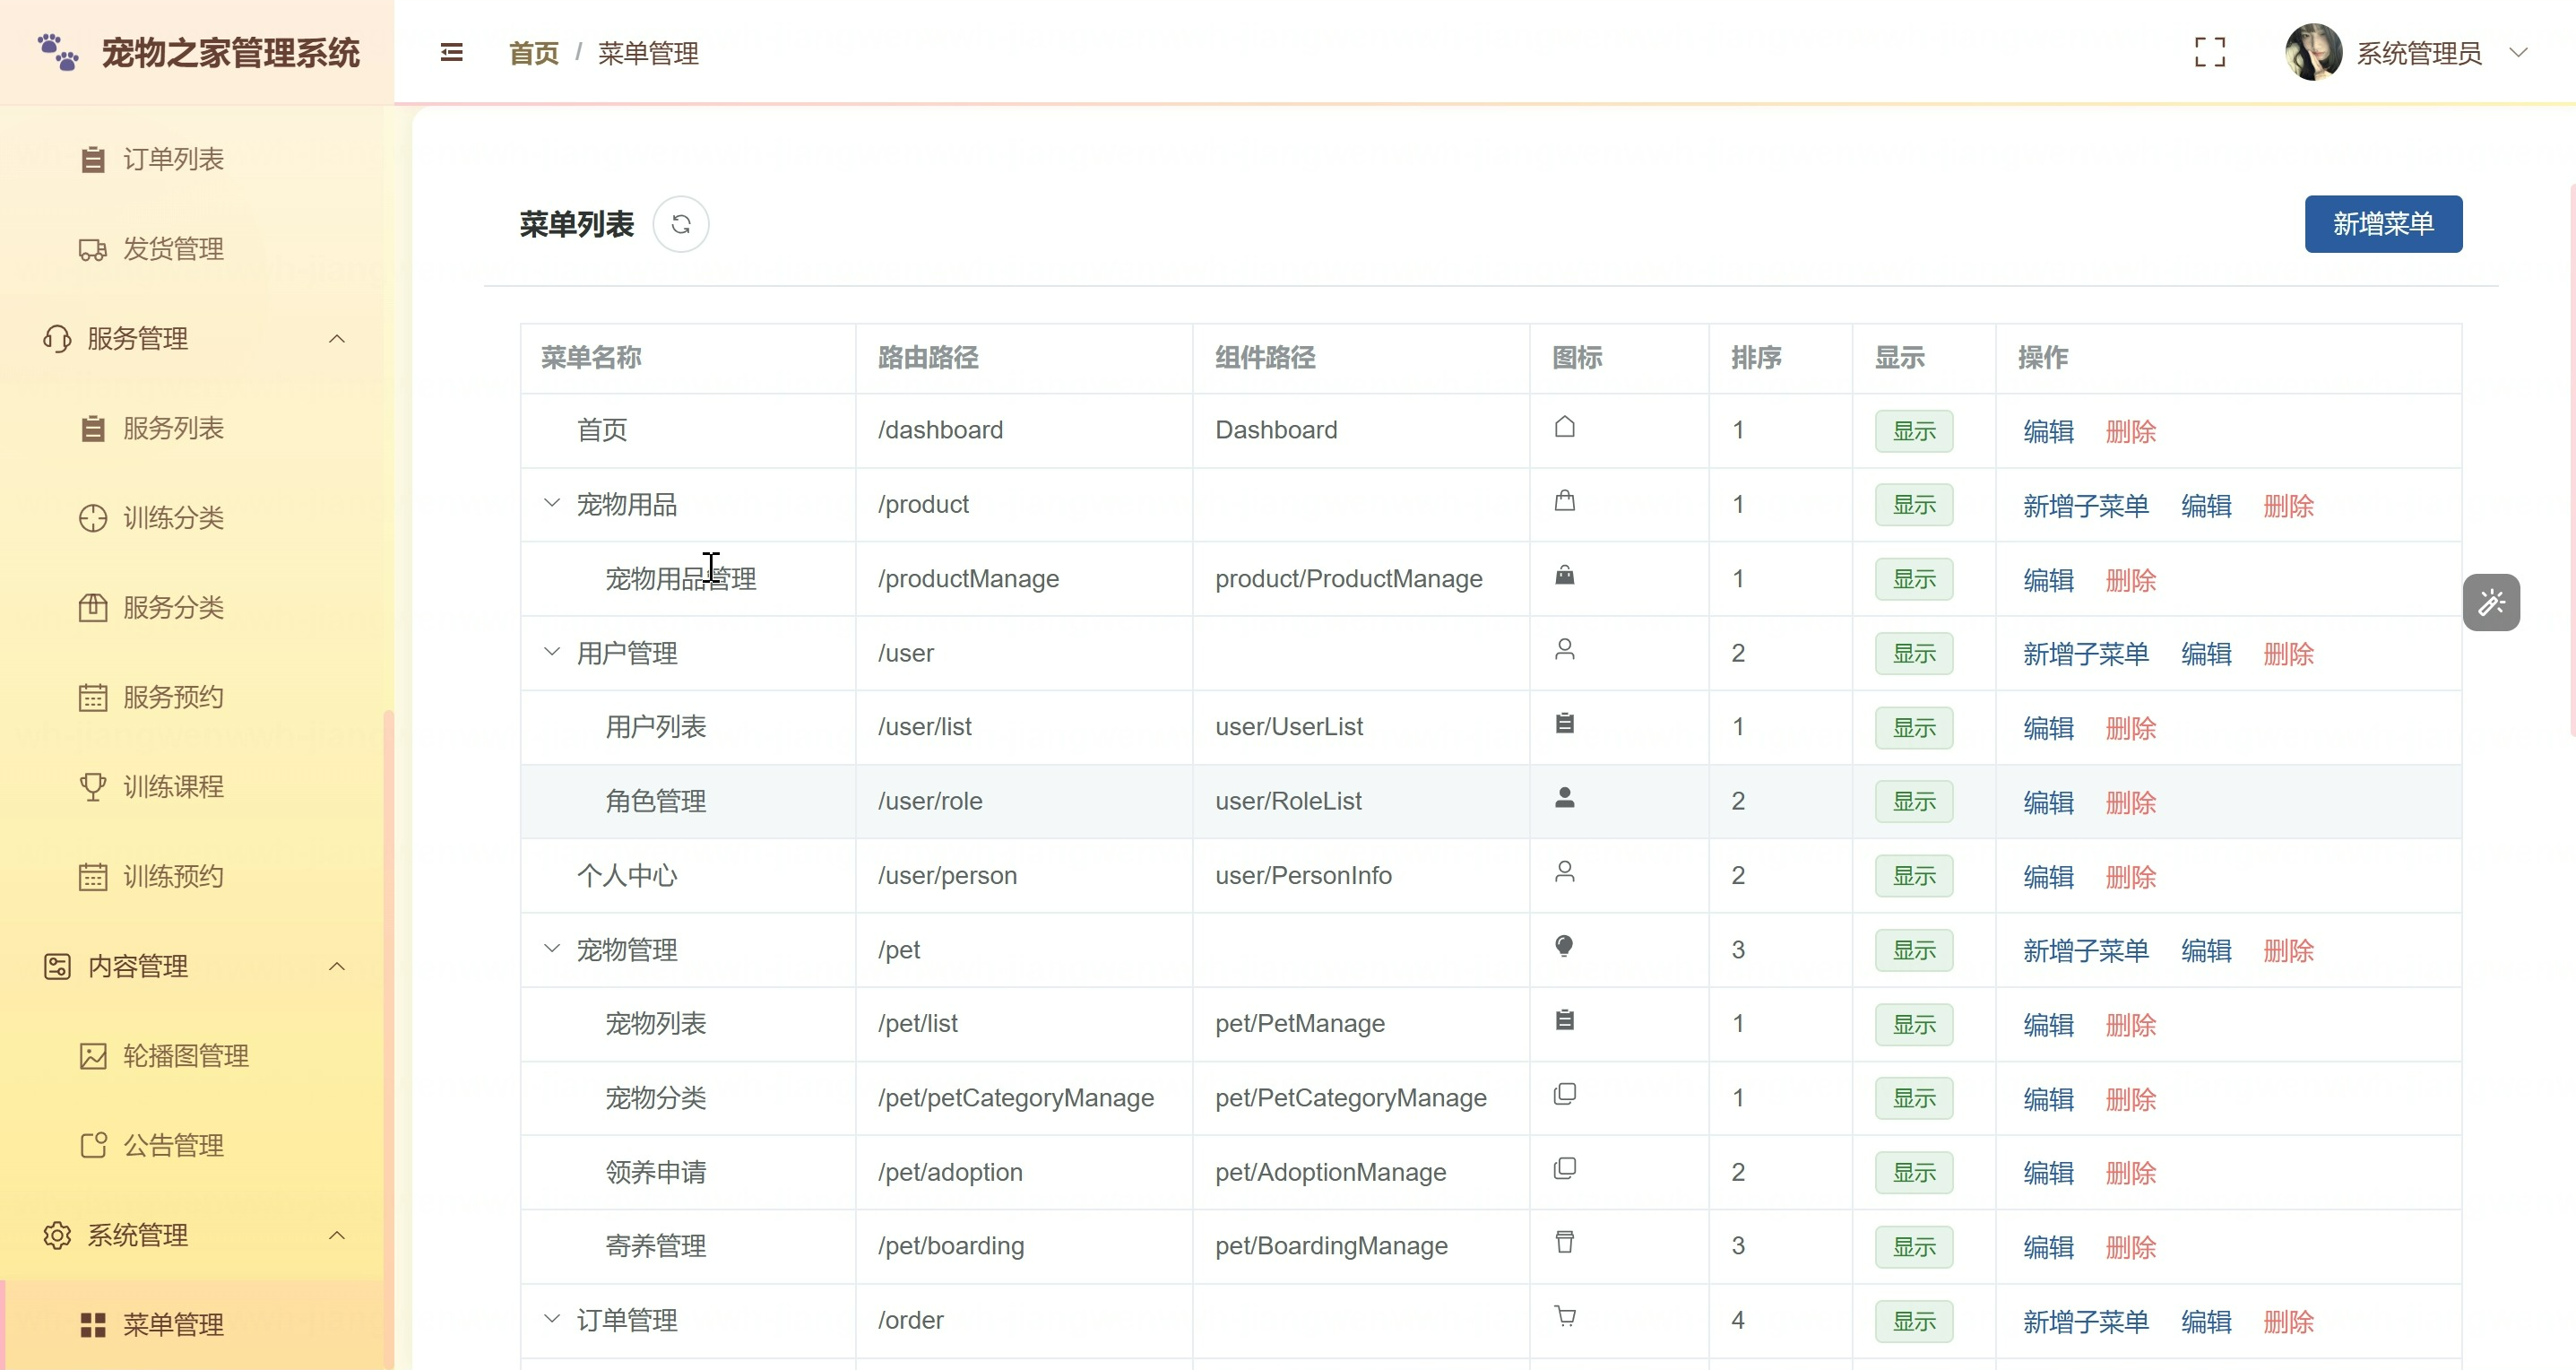 宠物之家管理系统
首页 / 菜单管理
系统管理员
订单列表
发货管理
服务管理
服务列表
训练分类
服务分类
服务预约
训练课程
训练预约
内容管理
轮播图管理
公告管理
系统管理
菜单管理
菜单列表
新增菜单
菜单名称 路由路径 组件路径 图标 排序 显示 操作
首页 /dashboard Dashboard 1 显示 编辑 删除
宠物用品 /product 1 显示 新增子菜单 编辑 删除
宠物用品管理 /productManage product/ProductManage 1 显示 编辑 删除
用户管理 /user 2 显示 新增子菜单 编辑 删除
用户列表 /user/list user/UserList 1 显示 编辑 删除
角色管理 /user/role user/RoleList 2 显示 编辑 删除
个人中心 /user/person user/PersonInfo 2 显示 编辑 删除
宠物管理 /pet 3 显示 新增子菜单 编辑 删除
宠物列表 /pet/list pet/PetManage 1 显示 编辑 删除
宠物分类 /pet/petCategoryManage pet/PetCategoryManage 1 显示 编辑 删除
领养申请 /pet/adoption pet/AdoptionManage 2 显示 编辑 删除
寄养管理 /pet/boarding pet/BoardingManage 3 显示 编辑 删除
订单管理 /order 4 显示 新增子菜单 编辑 删除